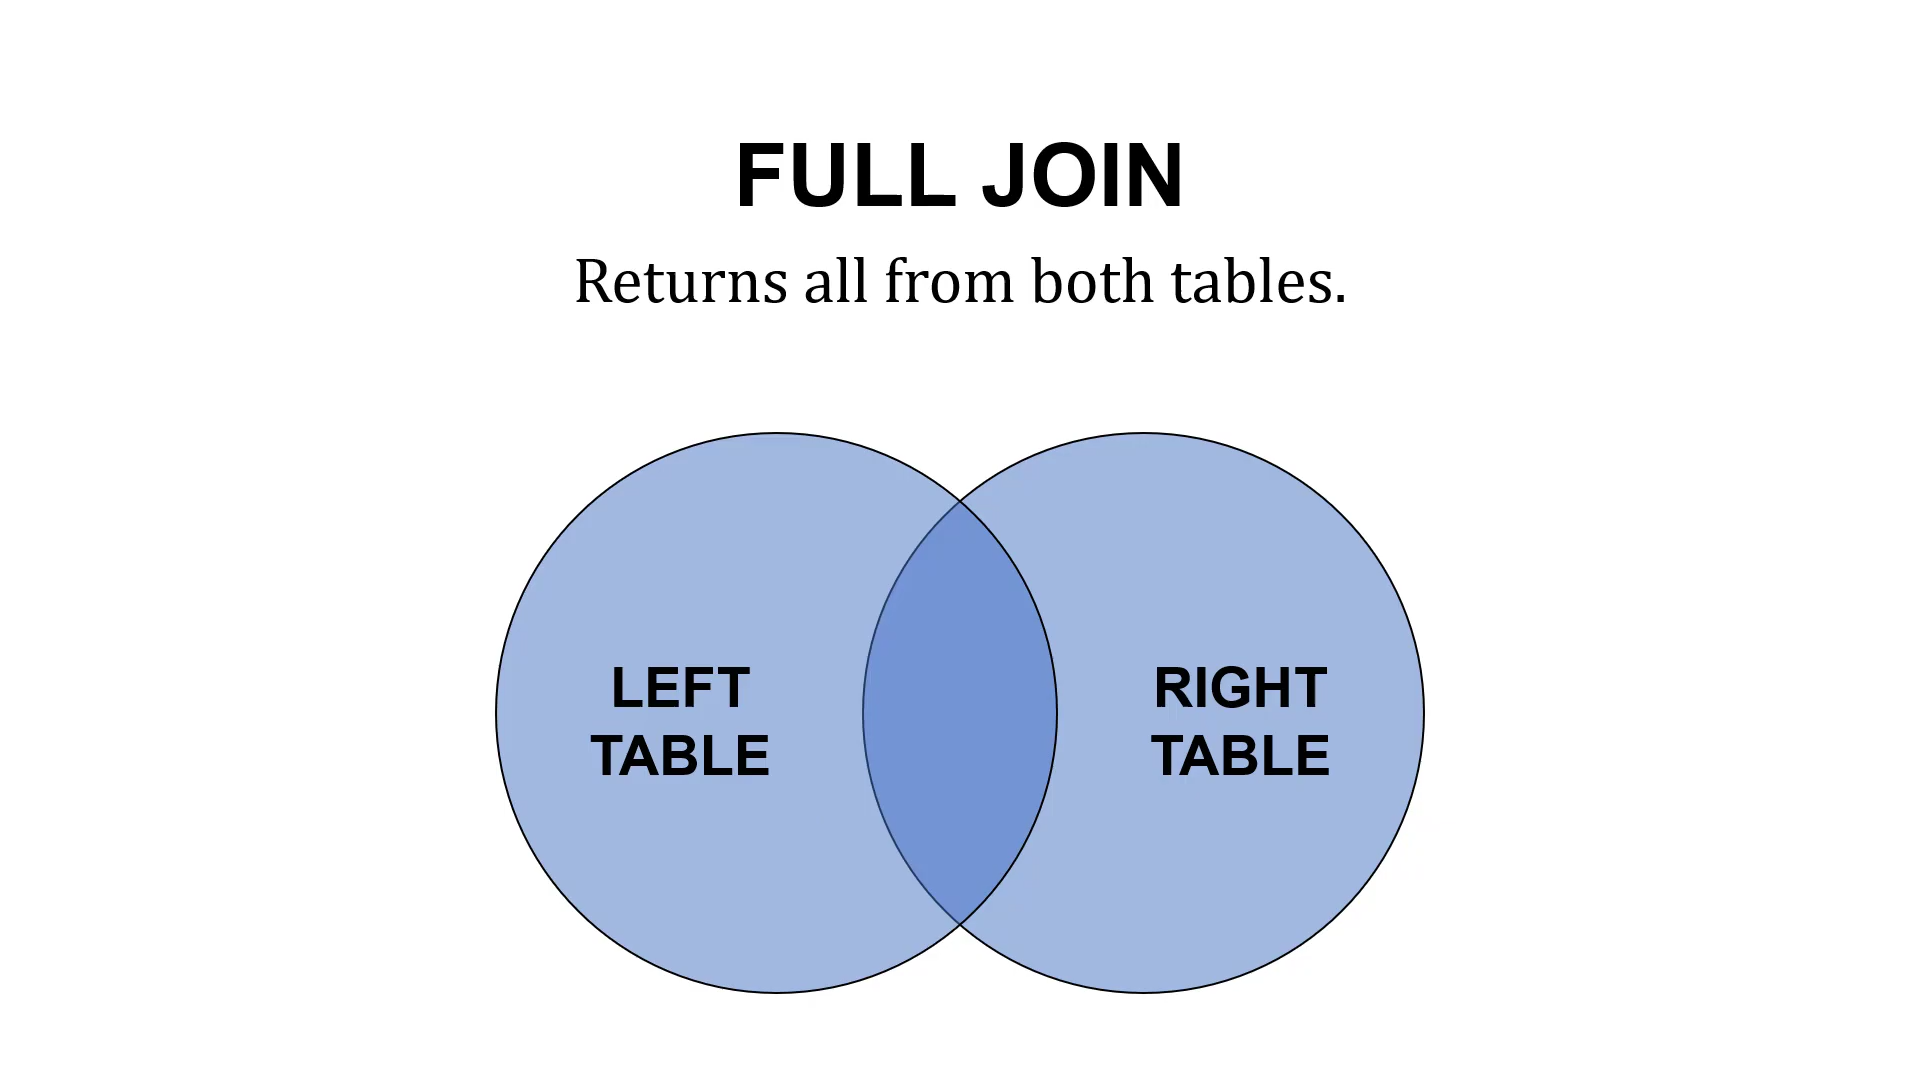 FULL JOIN
Returns all from both tables.
LEFT
TABLE
RIGHT
TABLE